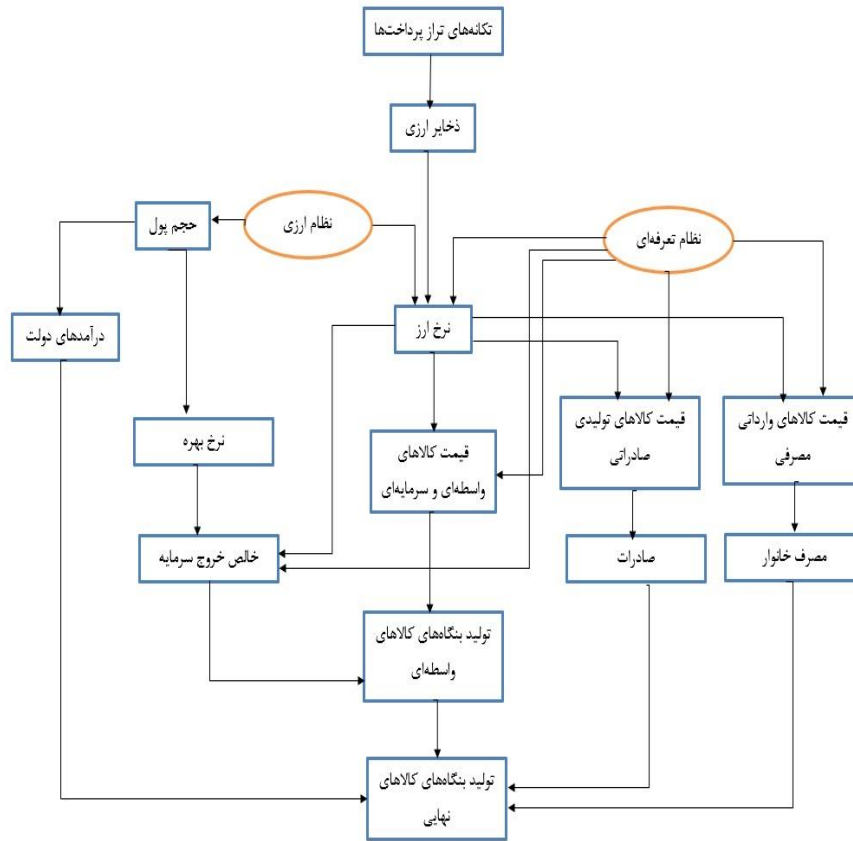 تکانه‌های تراز پرداخت‌ها
ذخایر ارزی
نظام تعرفه‌ای
نظام ارزی
حجم پول
نرخ ارز
درآمدهای دولت
قیمت کالاهای وارداتی
مصرفی
قیمت کالاهای تولیدی
صادراتی
قیمت کالاهای
واسطه‌ای و سرمایه‌ای
نرخ بهره
مصرف خانوار
صادرات
خالص خروج سرمایه
تولید بنگاه‌های کالاهای
واسطه‌ای
تولید بنگاه‌های کالاهای
نهایی